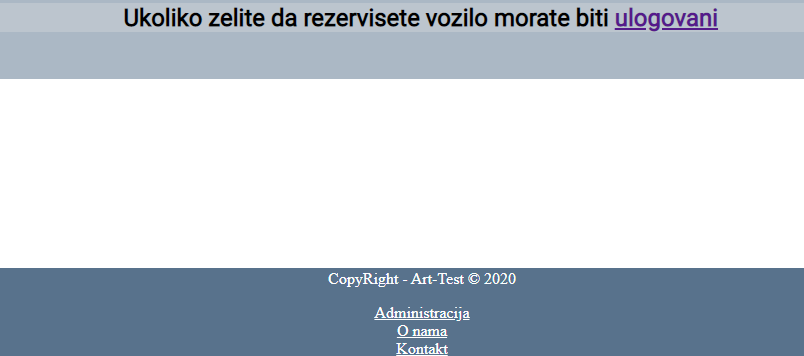 Ukoliko zelite da rezervisete vozilo morate biti ulogovani
CopyRight - Art-Test © 2020
Administracija
O nama
Kontakt